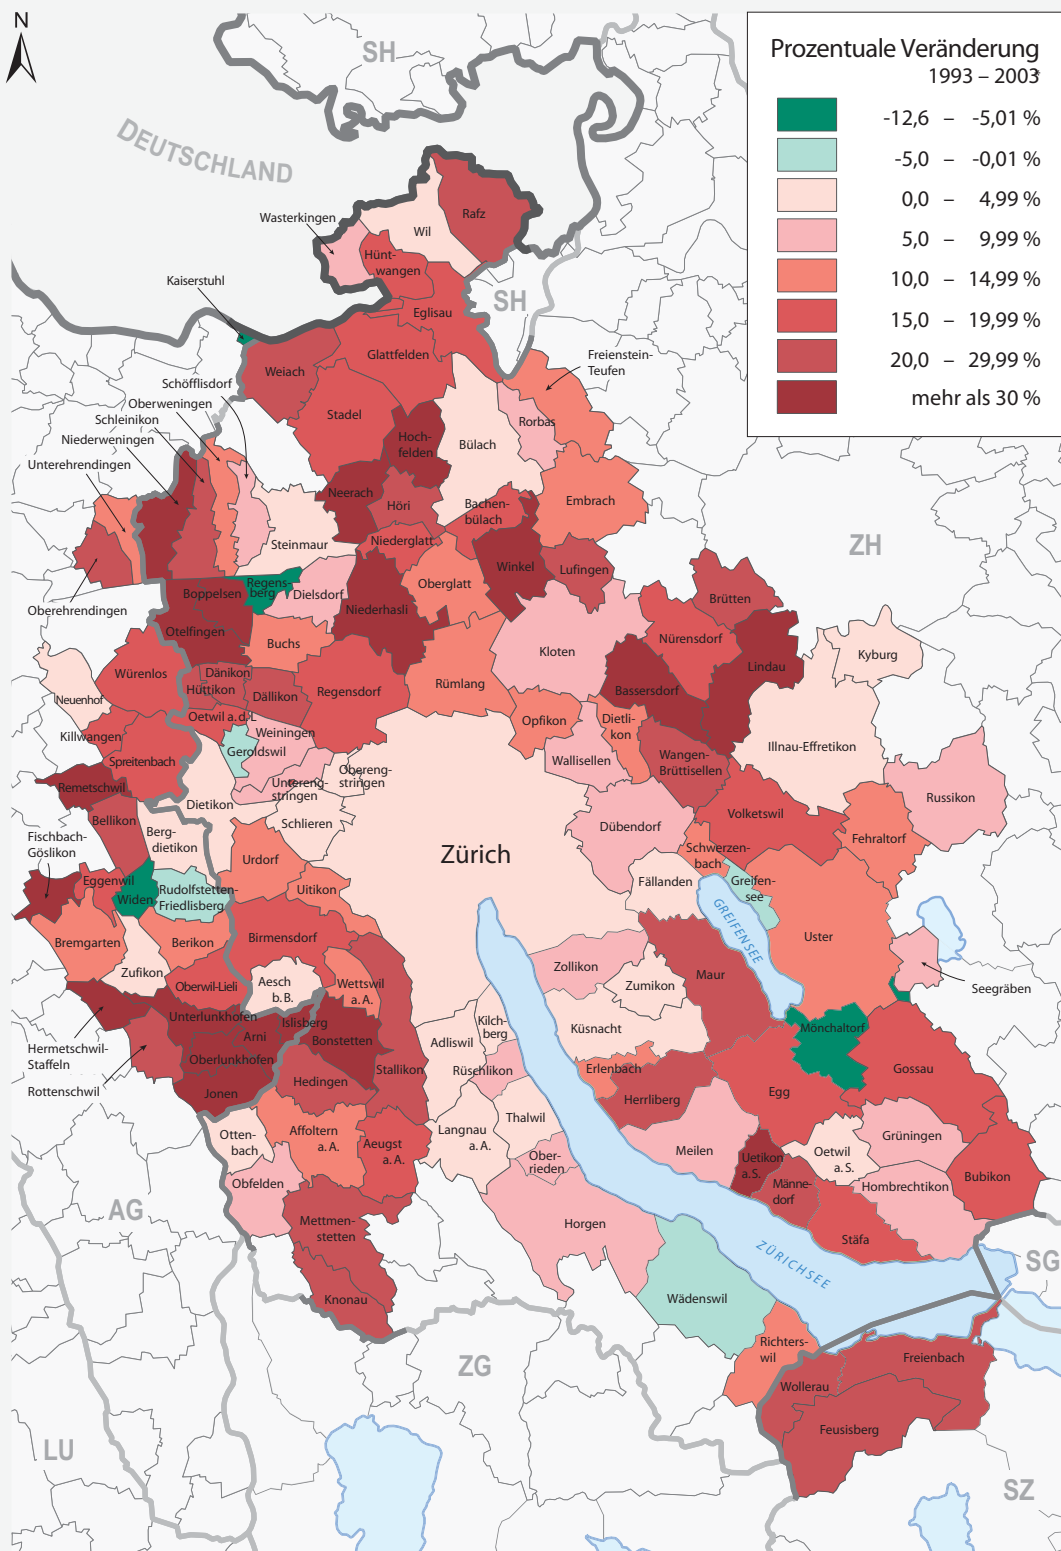 N
SH
DEUTSCHLAND
Prozentuale Veränderung
1993 – 2003
-12,6 – -5,01 %
-5,0 – -0,01 %
0,0 – 4,99 %
5,0 – 9,99 %
10,0 – 14,99 %
15,0 – 19,99 %
20,0 – 29,99 %
mehr als 30 %
Wasterkingen
Wil
Rafz
Hünt-
wangen
Kaiserstuhl
SH
Eglisau
Glattfelden
Weiach
Freienstein-
Teufen
Schöfflisdorf
Oberweningen
Schleinikon
Niederweningen
Unterehrendingen
Stadel
Hoch-
felden
Bülach
Rorbas
Neerach
Höri
Bachen-
bülach
Embrach
Steinmaur
Niederglatt
Winkel
Lufingen
ZH
Oberehrendingen
Boppelsen
Regens-
berg
Dielsdorf
Niederhasli
Oberglatt
Brütten
Otelfingen
Buchs
Kloten
Nürensdorf
Lindau
Kyburg
Würenlos
Dänikon
Hüttikon
Dällikon
Regensdorf
Rümlang
Bassersdorf
Neuenhof
Killwangen
Oetwil a. d. L
Weiningen
Geroldswil
Opfikon
Dietli-
kon
Illnau-Effretikon
Spreitenbach
Wallisellen
Wangen-
Brüttisellen
Remetschwil
Untereng-
stringen
Obereng-
stringen
Russikon
Dietikon
Bellikon
Schlieren
Dübendorf
Volketswil
Fischbach-
Göslikon
Berg-
dietikon
Fehraltorf
Zürich
Urdorf
Schwerzen-
bach
Eggenwil
Widen
Rudolfstetten-
Friedlisberg
Uitikon
Fällanden
Greifen-
see
GREIFENSEE
Bremgarten
Berikon
Birmensdorf
Uster
Zufikon
Zollikon
Maur
Oberwil-Lieli
Aesch
b. B.
Wettswil
a. A.
Zumikon
Seegräben
Unterlunkhofen
Islisberg
Kilch-
berg
Küsnacht
Mönchaltorf
Hermetschwil-
Staffeln
Arni
Bonstetten
Adliswil
Oberlunkhofen
Stallikon
Rüschlikon
Erlenbach
Gossau
Rottenschwil
Jonen
Hedingen
Herrliberg
Egg
Otten-
bach
Affoltern
a. A.
Aeugst
a. A.
Langnau
a. A.
Thalwil
Meilen
Grüningen
Oetwil
a. S.
Ober-
rieden
Uetikon
a. S.
Männe-
dorf
Hombrechtikon
Bubikon
Obfelden
AG
Mettmen-
stetten
Horgen
Stäfa
ZÜRICHSEE
SG
Knonau
Wädenswil
Richters-
wil
ZG
Freienbach
Wollerau
Feusisberg
LU
SZ